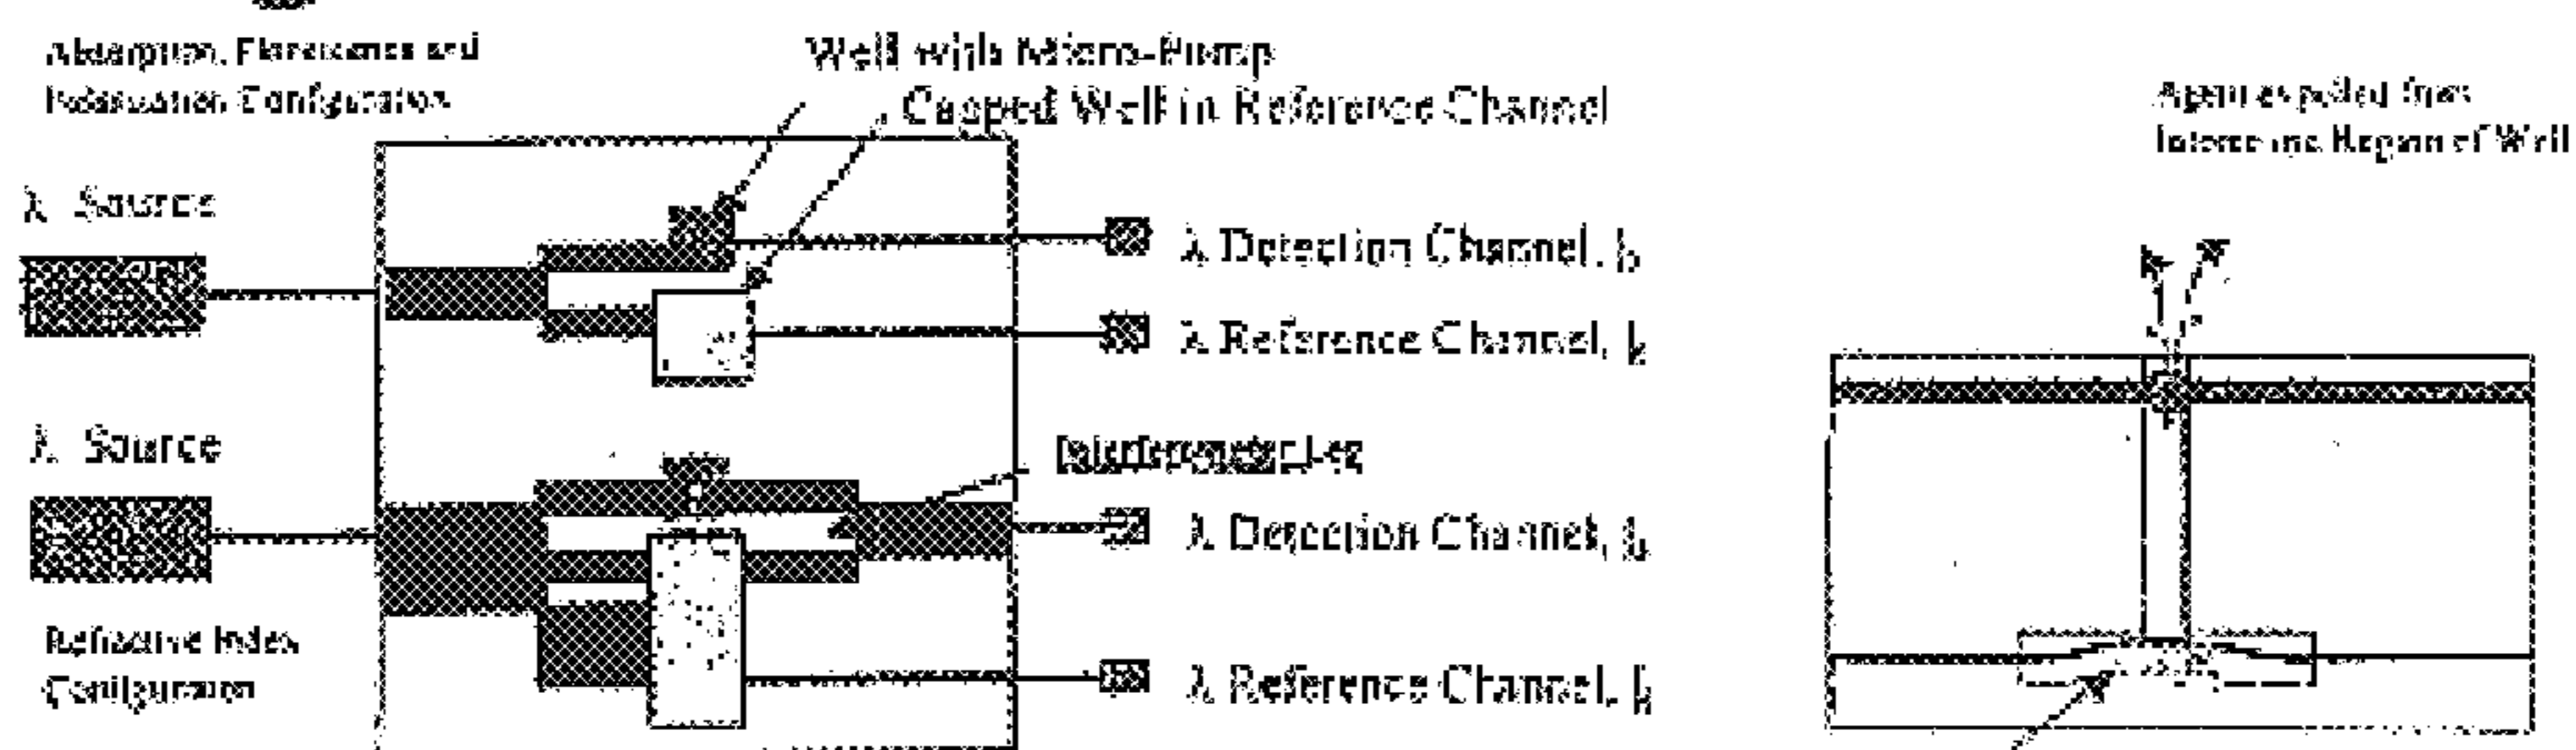 Absorption, Fluorescence and
Polarization Configuration
Well with Micro-Pump
Capped Well in Reference Channel
Agent expelled from
Region of Well
λ Source
λ Detection Channel, I
λ Reference Channel, I
λ Source
Interferometer Leg
λ Detection Channel, I
Refractive Index
Configuration
λ Reference Channel, I